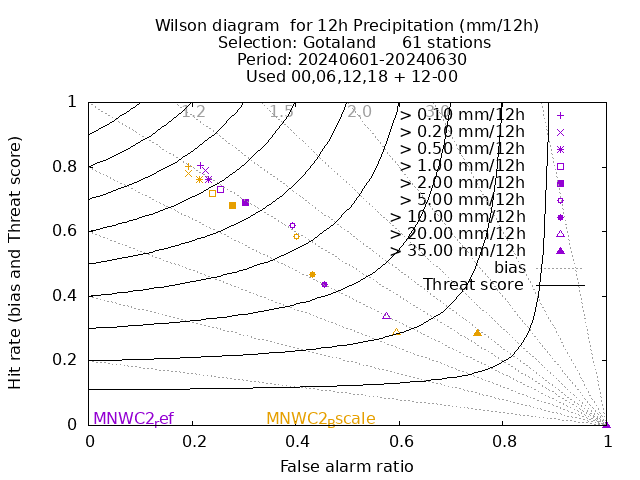 Wilson diagram  for 12h Precipitation (mm/12h)
Selection: Gotaland     61 stations
Period: 20240601-20240630
Used 00,06,12,18 + 12-00
Hit rate (bias and Threat score)
1
0.8
0.6
0.4
0.2
0
1.2 1.5 2.0 3.0
> 0.10 mm/12h
> 0.20 mm/12h
> 0.50 mm/12h
> 1.00 mm/12h
> 2.00 mm/12h
> 5.00 mm/12h
> 10.00 mm/12h
> 20.00 mm/12h
> 35.00 mm/12h
bias
Threat score
MNWC2ref MNWC2Bscale
0 0.2 0.4 0.6 0.8 1
False alarm ratio